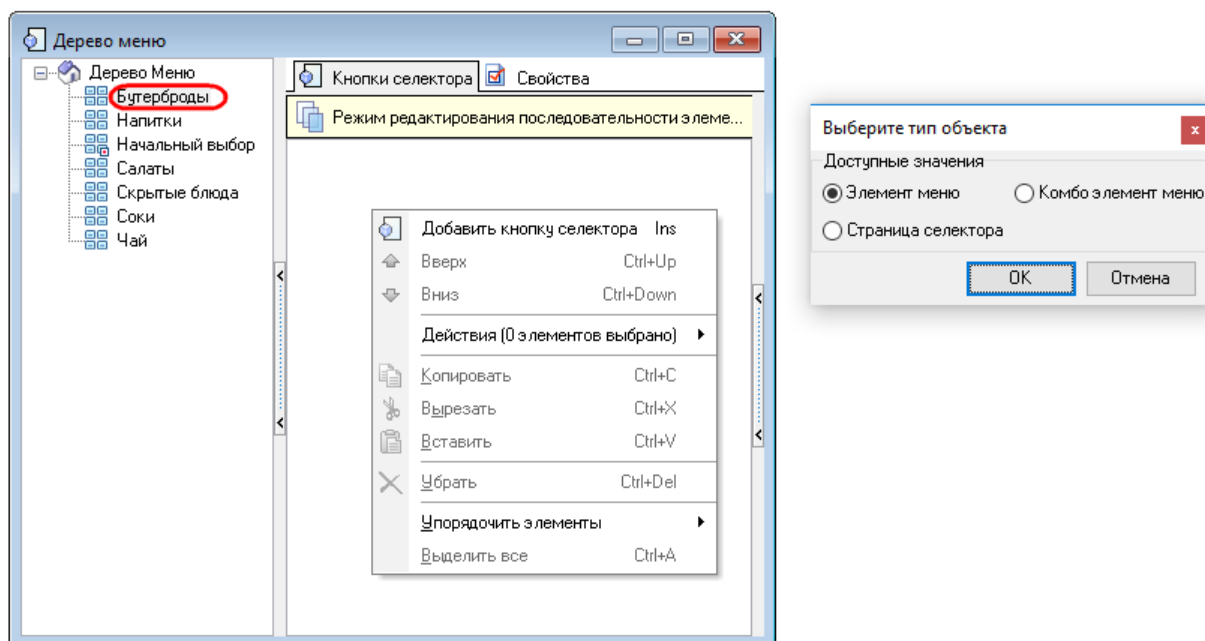 Дерево меню
Дерево Меню
Бутерброды
Напитки
Начальный выбор
Салаты
Скрытые блюда
Соки
Чай
Кнопки селектора
Свойства
Режим редактирования последовательности элеме...
Добавить кнопку селектора Ins
Вверх Ctrl+Up
Вниз Ctrl+Down
Действия (0 элементов выбрано)
Копировать Ctrl+C
Вырезать Ctrl+X
Вставить Ctrl+V
Убрать Ctrl+Del
Упорядочить элементы
Выделить все Ctrl+A
Выберите тип объекта
Доступные значения
Элемент меню Комбо элемент меню
Страница селектора
OK Отмена